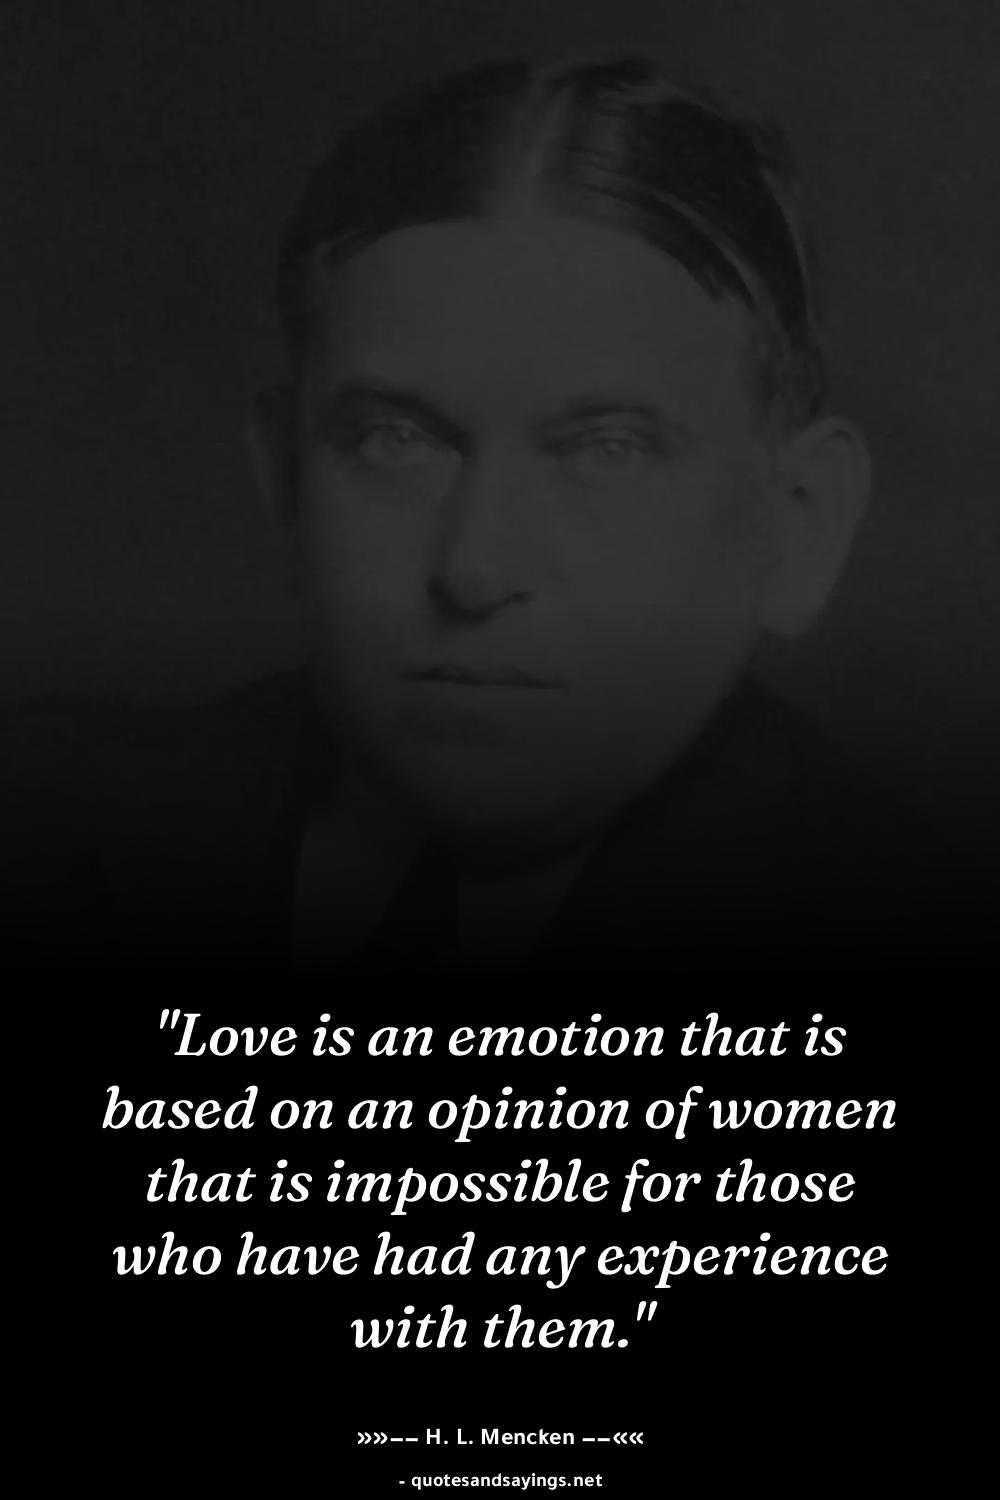 "Love is an emotion that is
based on an opinion of women
that is impossible for those
who have had any experience
with them."
»»–– H. L. Mencken ––««
- quotesandsayings.net